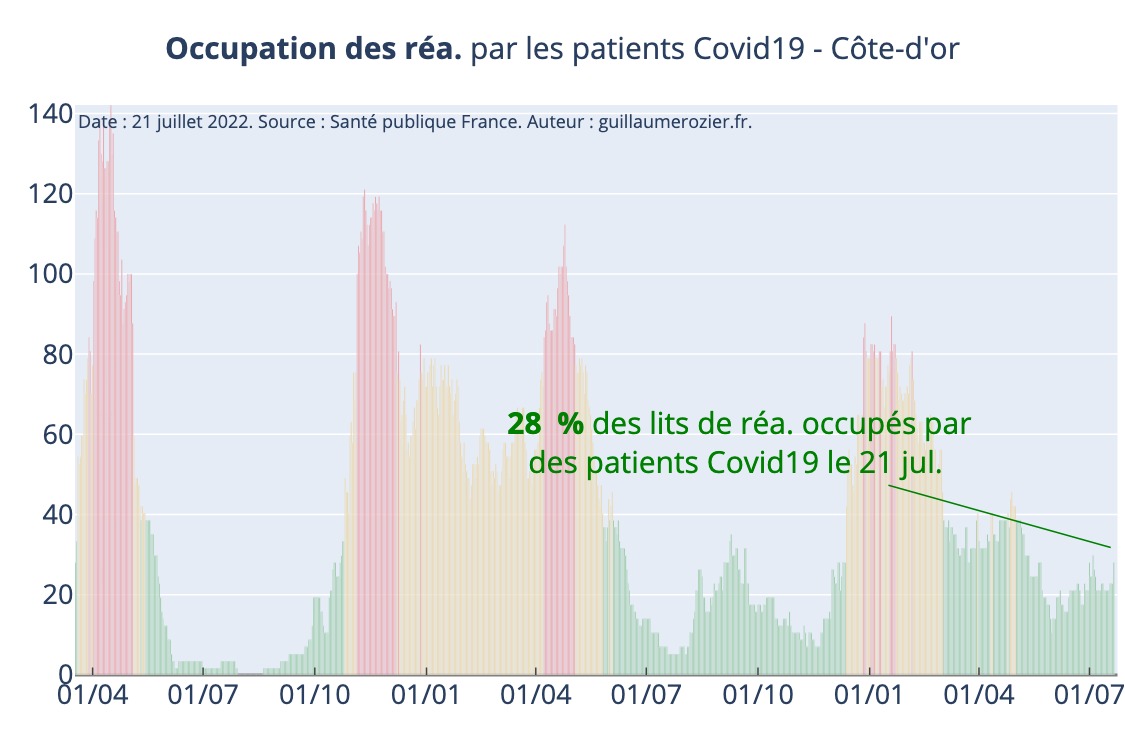 Occupation des réa. par les patients Covid19 - Côte-d'or
140
Date : 21 juillet 2022. Source : Santé publique France. Auteur : guillaumerozier.fr.
120
100
80
60
28 % des lits de réa. occupés par
des patients Covid19 le 21 jul.
40
20
0
01/04 01/07 01/10 01/01 01/04 01/07 01/10 01/01 01/04 01/07